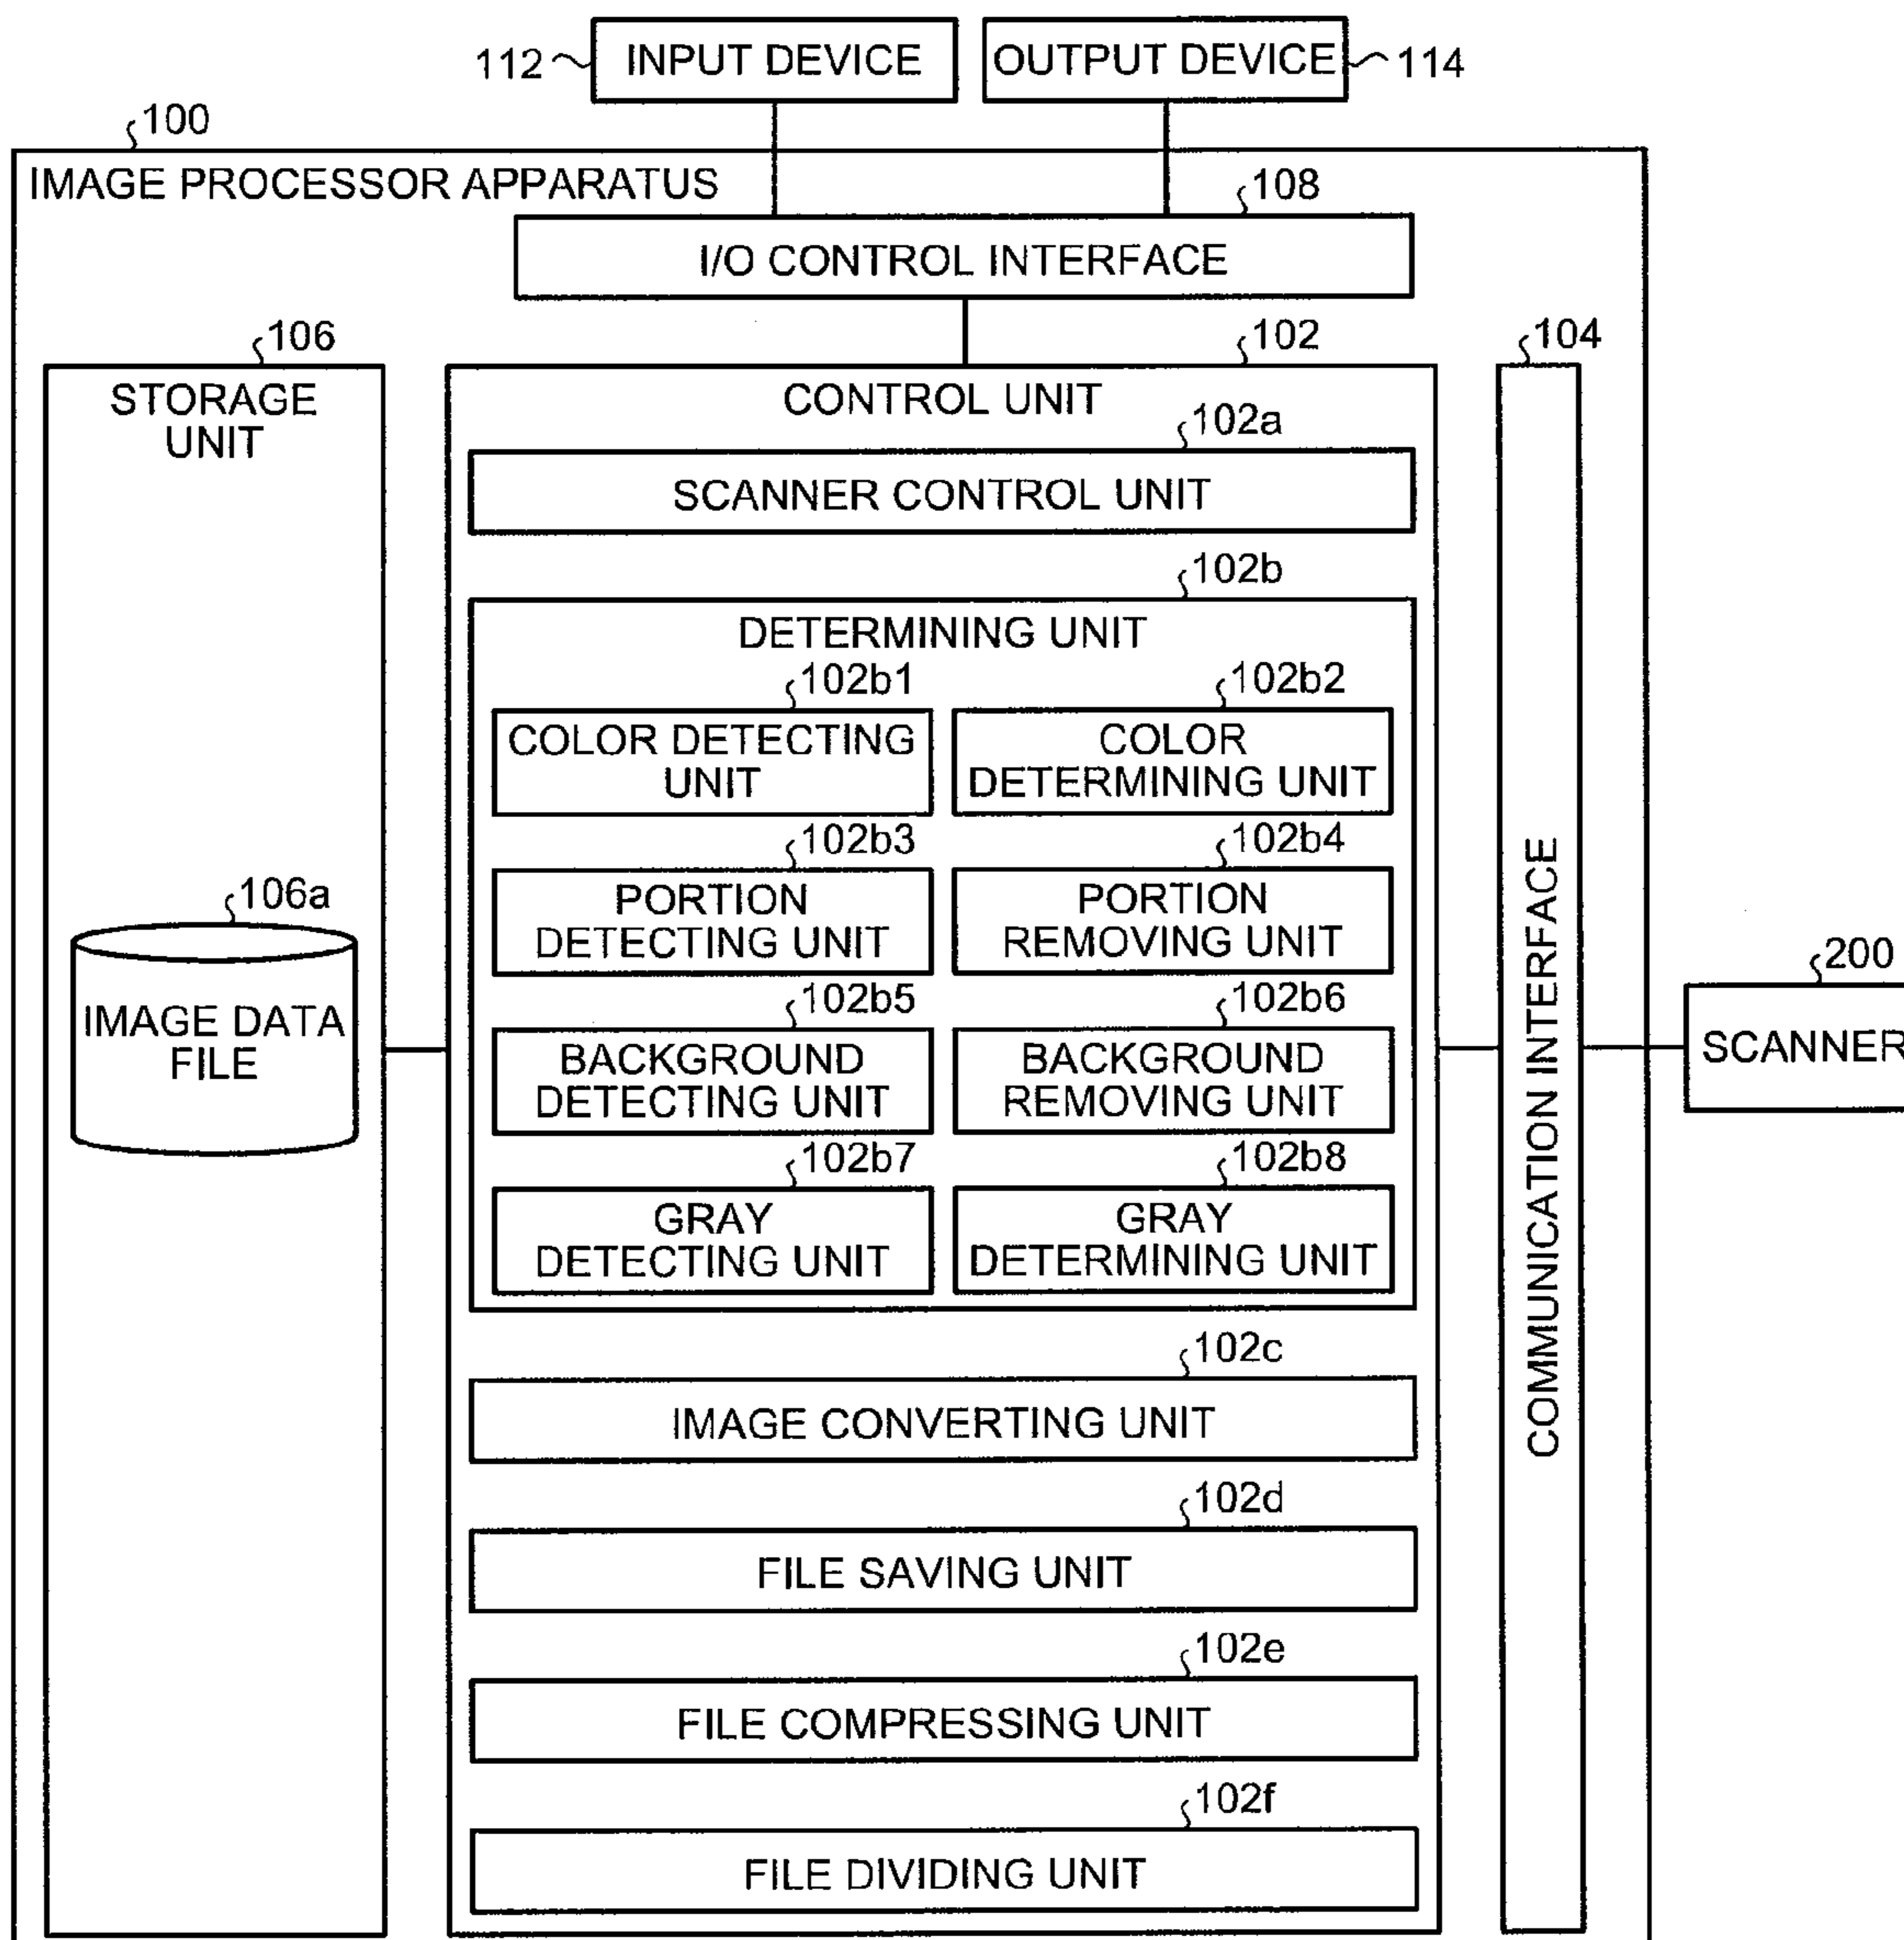 112
INPUT DEVICE
OUTPUT DEVICE
114
100
IMAGE PROCESSOR APPARATUS
108
I/O CONTROL INTERFACE
106
STORAGE
UNIT
106a
IMAGE DATA
FILE
102
CONTROL UNIT
102a
SCANNER CONTROL UNIT
102b
DETERMINING UNIT
102b1
COLOR DETECTING
UNIT
102b2
COLOR
DETERMINING UNIT
102b3
PORTION
DETECTING UNIT
102b4
PORTION
REMOVING UNIT
102b5
BACKGROUND
DETECTING UNIT
102b6
BACKGROUND
REMOVING UNIT
102b7
GRAY
DETECTING UNIT
102b8
GRAY
DETERMINING UNIT
102c
IMAGE CONVERTING UNIT
102d
FILE SAVING UNIT
102e
FILE COMPRESSING UNIT
102f
FILE DIVIDING UNIT
104
COMMUNICATION INTERFACE
200
SCANNER